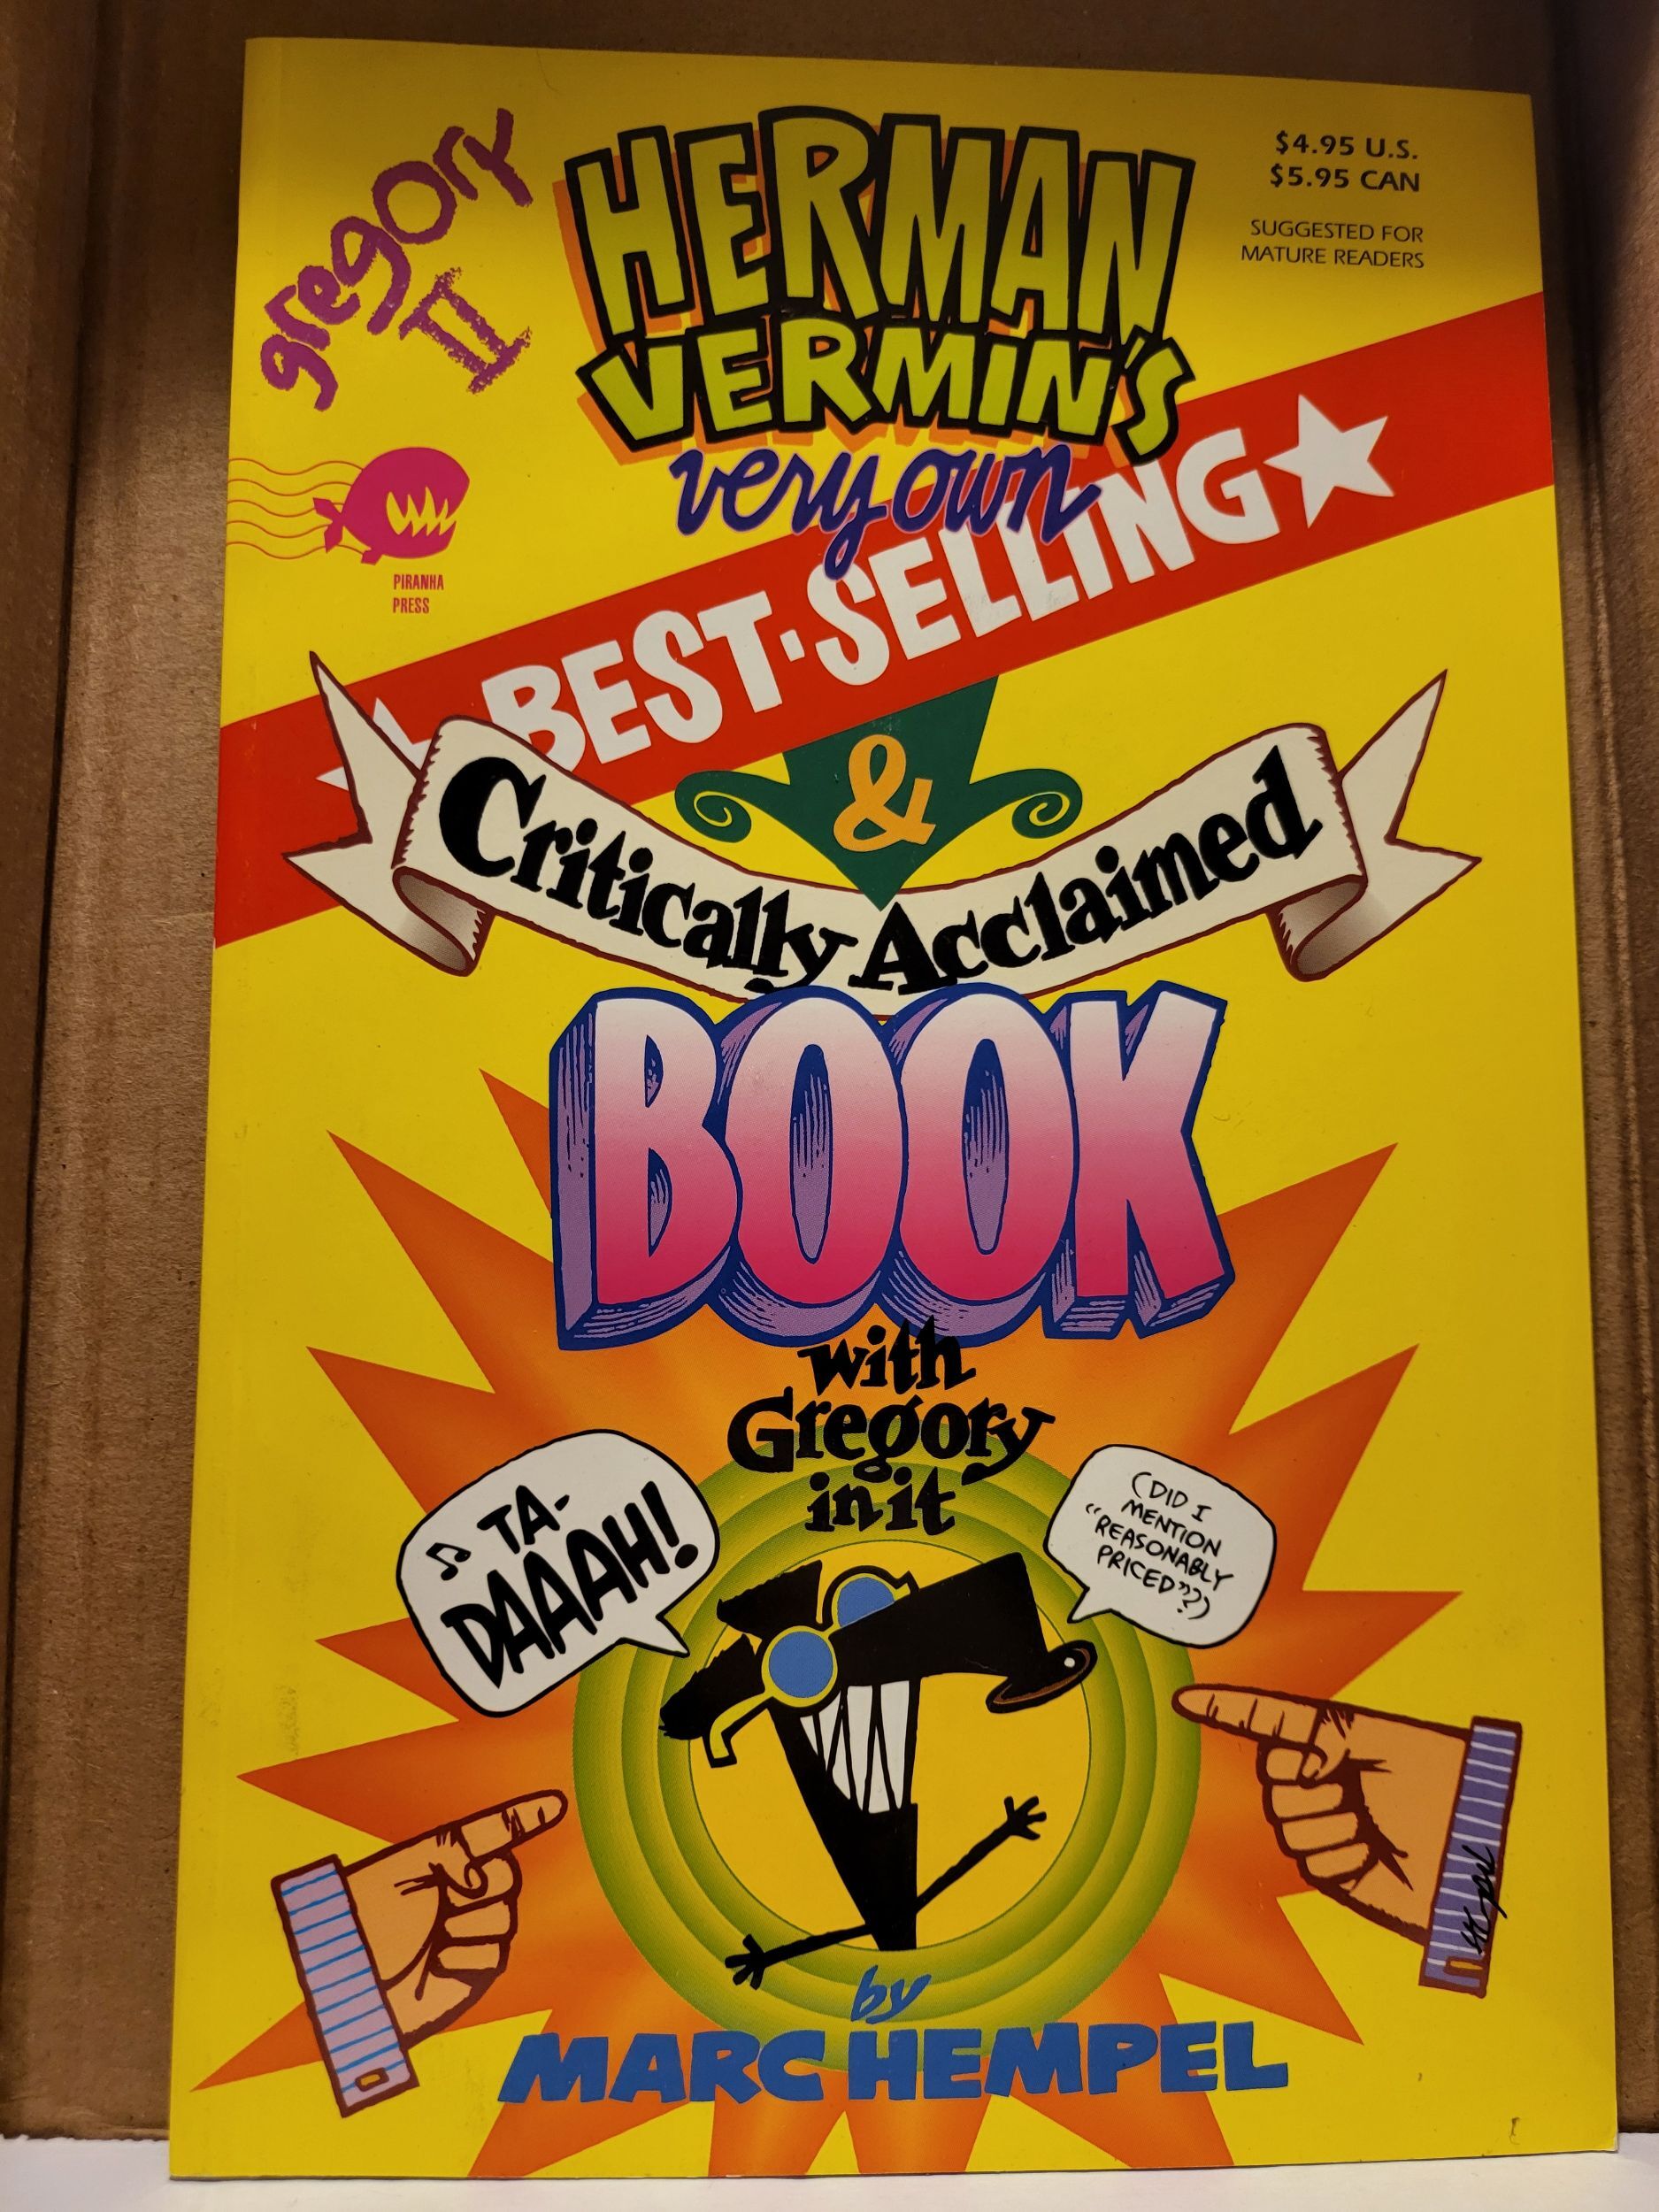 gregory
II
HERMAN
VERMIN'S
very own
$4.95 U.S.
$5.95 CAN
SUGGESTED FOR
MATURE READERS
PIRANHA
PRESS
BEST-SELLING
&
Critically Acclaimed
BOOK
with
Gregory
in it
TA-
DAAAH!
(DID I
MENTION
"REASONABLY
PRICED"??)
by
MARC HEMPEL